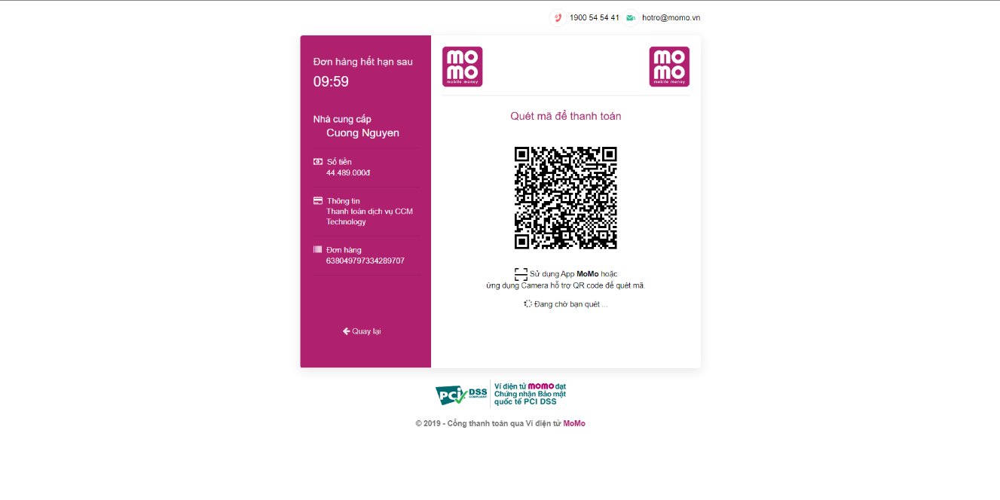 1900 54 54 41 hotro@momo.vn
Đơn hàng hết hạn sau
09:59
Nhà cung cấp
Cuong Nguyen
Số tiền
44.489.000đ
Thông tin
Thanh toán dịch vụ CCM
Technology
Đơn hàng
638049797334289707
Quay lại
mo
mo
mobile money
mo
mo
mobile money
Quét mã để thanh toán
Sử dụng App MoMo hoặc
ứng dụng Camera hỗ trợ QR code để quét mã.
Đang chờ bạn quét ...
PCI DSS
COMPLIANT
Ví điện tử momo đạt
Chứng nhận Bảo mật
quốc tế PCI DSS
© 2019 - Cổng thanh toán qua Ví điện tử MoMo